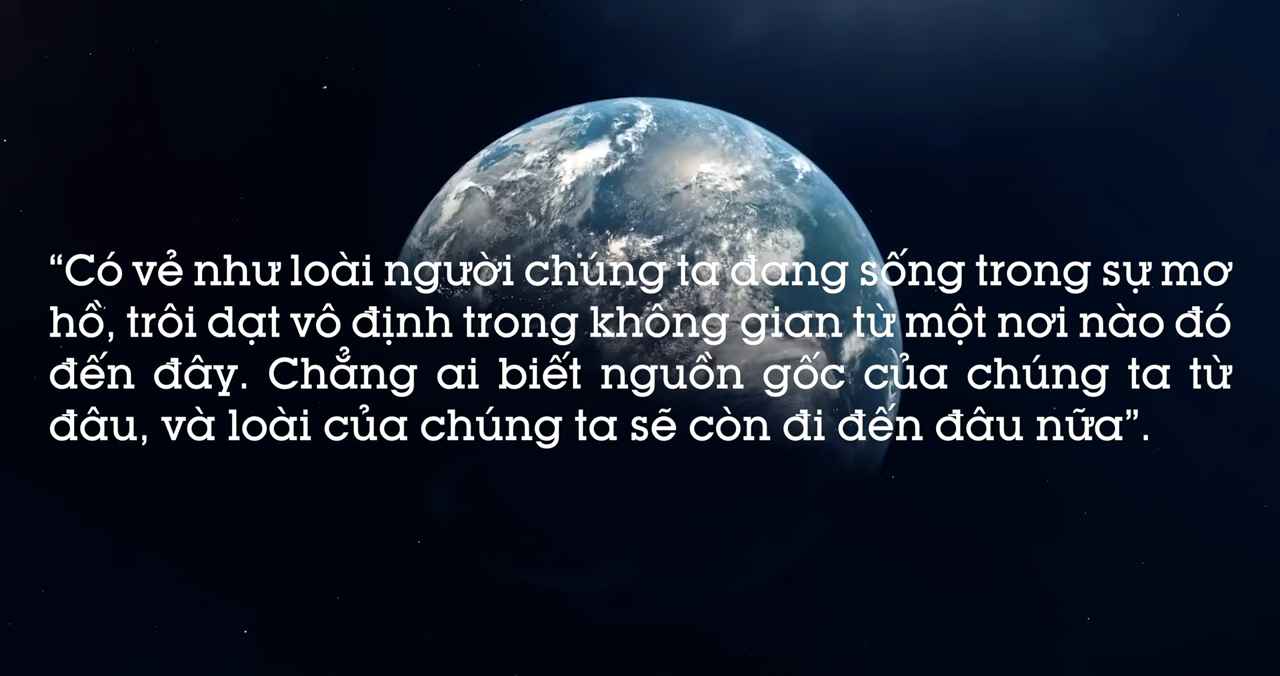 “Có vẻ như loài người chúng ta đang sống trong sự mơ
hồ, trôi dạt vô định trong không gian từ một nơi nào đó
đến đây. Chẳng ai biết nguồn gốc của chúng ta từ
đâu, và loài của chúng ta sẽ còn đi đến đâu nữa”.